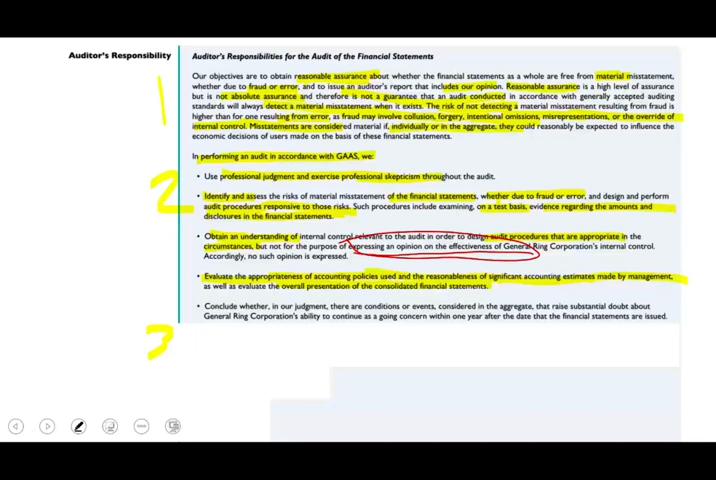 Auditor's Responsibility
Auditor's Responsibilities for the Audit of the Financial Statements
Our objectives are to obtain reasonable assurance about whether the financial statements as a whole are free from material misstatement,
whether due to fraud or error, and to issue an auditor's report that includes our opinion. Reasonable assurance is a high level of assurance
but is not absolute assurance and therefore is not a guarantee that an audit conducted in accordance with generally accepted auditing
standards will always detect a material misstatement when it exists. The risk of not detecting a material misstatement resulting from fraud is
higher than for one resulting from error, as fraud may involve collusion, forgery, intentional omissions, misrepresentations, or the override of
internal control. Misstatements are considered material if, individually or in the aggregate, they could reasonably be expected to influence the
economic decisions of users made on the basis of these financial statements.
1
In performing an audit in accordance with GAAS, we:
• Use professional judgment and exercise professional skepticism throughout the audit.
2
• Identify and assess the risks of material misstatement of the financial statements, whether due to fraud or error, and design and perform
audit procedures responsive to those risks. Such procedures include examining, on a test basis, evidence regarding the amounts and
disclosures in the financial statements.
• Obtain an understanding of internal control relevant to the audit in order to design audit procedures that are appropriate in the
circumstances, but not for the purpose of expressing an opinion on the effectiveness of General Ring Corporation's internal control.
Accordingly, no such opinion is expressed.
• Evaluate the appropriateness of accounting policies used and the reasonableness of significant accounting estimates made by management,
as well as evaluate the overall presentation of the consolidated financial statements.
• Conclude whether, in our judgment, there are conditions or events, considered in the aggregate, that raise substantial doubt about
General Ring Corporation's ability to continue as a going concern within one year after the date that the financial statements are issued.
3